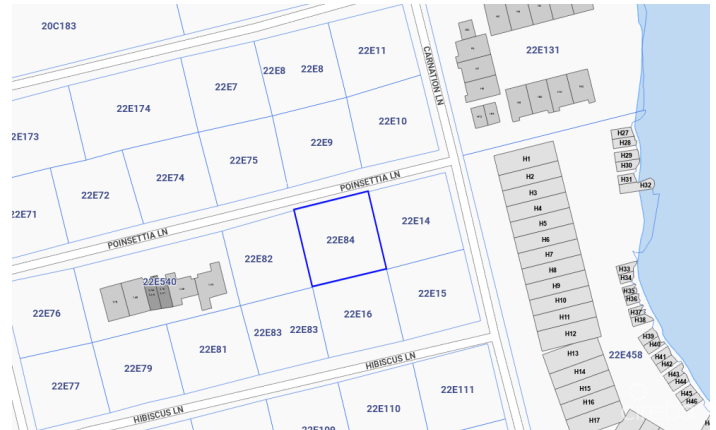 20C183
22E8
22E8
22E11
22E7
22E174
22E131
CARNATION LN
22E173
22E10
22E9
22E75
22E74
22E72
22E71
H27
H28
H29
H30
H31
H32
H1
H2
H3
H4
H5
H6
H7
H8
H9
H10
H11
H12
H13
H14
H15
H16
H17
POINSETTIA LN
POINSETTIA LN
22E14
22E84
22E82
22E540
22E76
22E15
22E16
22E83
22E83
22E81
22E79
22E77
HIBISCUS LN
HIBISCUS LN
22E111
22E110
22E109
22E458
H33
H34
H35
H36
H37
H38
H39
H40
H41
H42
H43
H44
H45
H46